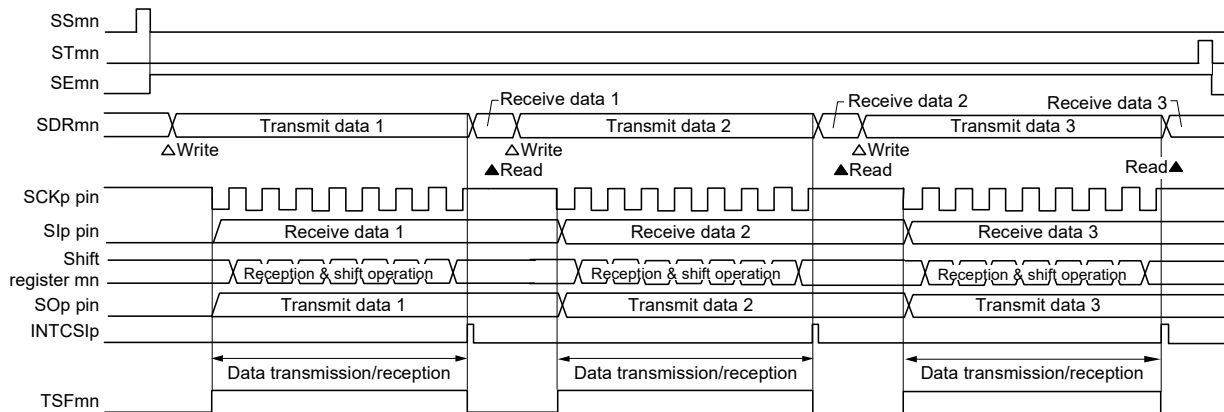 SSmn
STmn
SEmn
Receive data 1
Receive data 2
Receive data 3
SDRmn
Transmit data 1
Transmit data 2
Transmit data 3
△Write
△Write
△Write
▲Read
▲Read
Read▲
SCKp pin
SIp pin
Receive data 1
Receive data 2
Receive data 3
Shift
register mn
Reception & shift operation
Reception & shift operation
Reception & shift operation
SOp pin
Transmit data 1
Transmit data 2
Transmit data 3
INTCSIp
Data transmission/reception
Data transmission/reception
Data transmission/reception
TSFmn